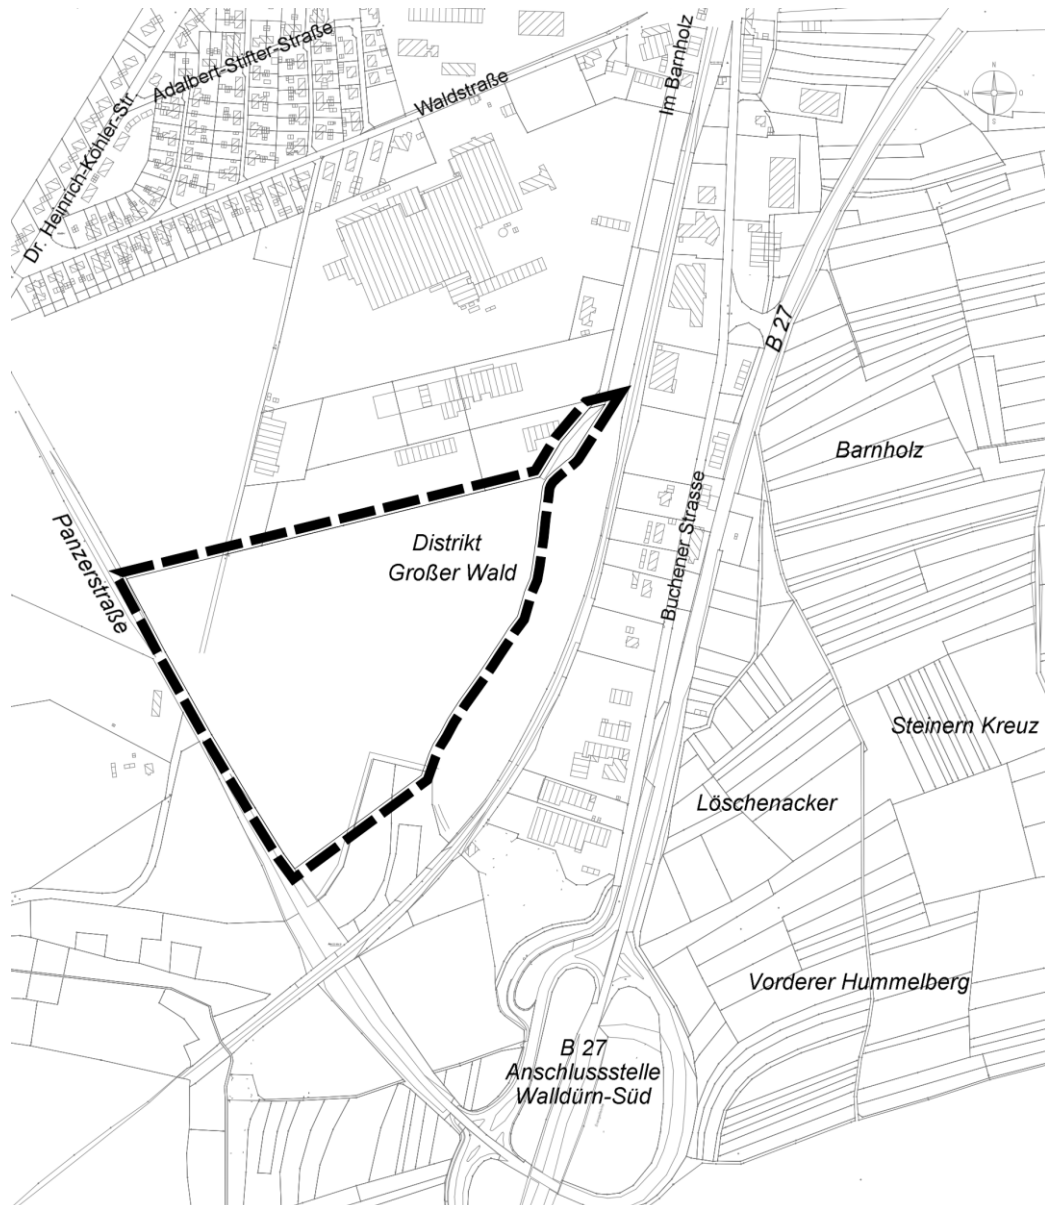 Adalbert-Stifter-Straße
Waldstraße
Im Barnholz
Dr. Heinrich-Köhler-Str.
N
W
O
S
B 27
Barnholz
Panzerstraße
Distrikt
Großer Wald
Buchener Strasse
Steinern Kreuz
Löschenacker
Vorderer Hummelberg
B 27
Anschlussstelle
Walldürn-Süd